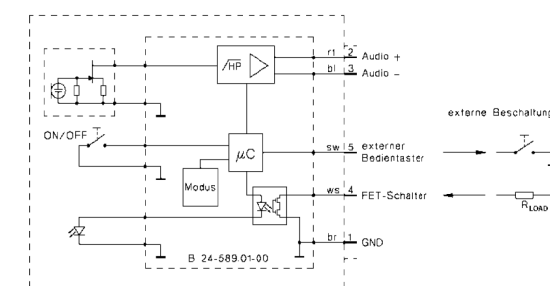 /HP
rt 2 Audio +
bl 3 Audio -
externe Beschaltung
ON/OFF
µC
sw 5 externer
Bedientaster
Modus
ws 4 FET-Schalter
RLOAD
br 1 GND
B 24-589.01-00